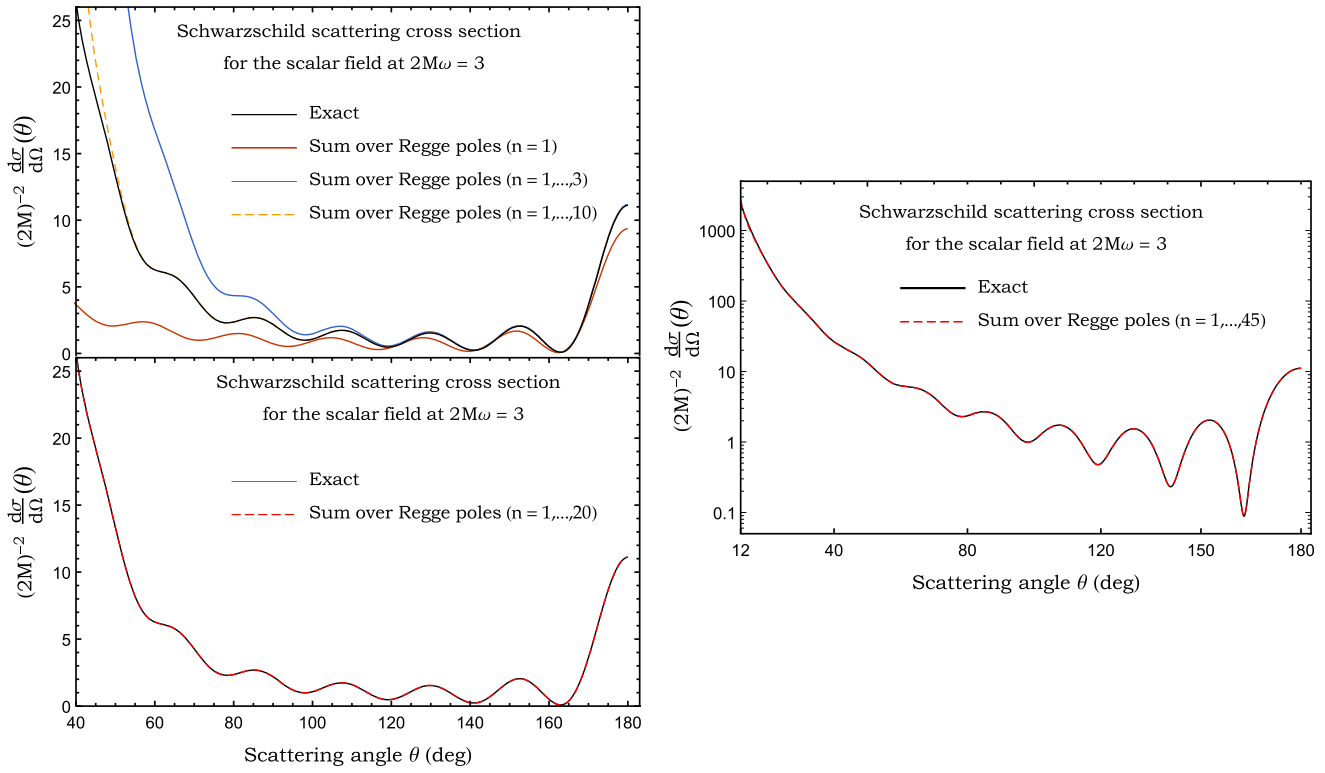 25
20
15
10
5
0
(2M)⁻² dσ/dΩ(θ)
Schwarzschild scattering cross section
for the scalar field at 2Mω = 3
Exact
Sum over Regge poles (n = 1)
Sum over Regge poles (n = 1,...,3)
Sum over Regge poles (n = 1,...,10)
25
20
15
10
5
0
(2M)⁻² dσ/dΩ(θ)
Schwarzschild scattering cross section
for the scalar field at 2Mω = 3
Exact
Sum over Regge poles (n = 1,...,20)
40 60 80 100 120 140 160 180
Scattering angle θ (deg)
1000
100
10
1
0.1
(2M)⁻² dσ/dΩ(θ)
Schwarzschild scattering cross section
for the scalar field at 2Mω = 3
Exact
Sum over Regge poles (n = 1,...,45)
12 40 80 120 150 180
Scattering angle θ (deg)